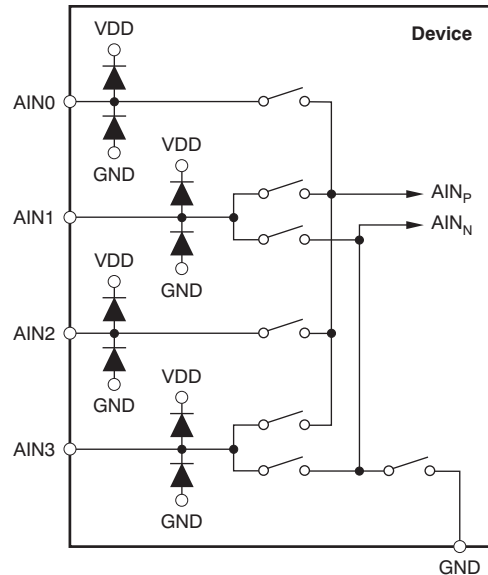 VDD
Device
AIN0
GND
VDD
AIN1
AINP
AINN
GND
VDD
AIN2
GND
VDD
AIN3
GND
GND